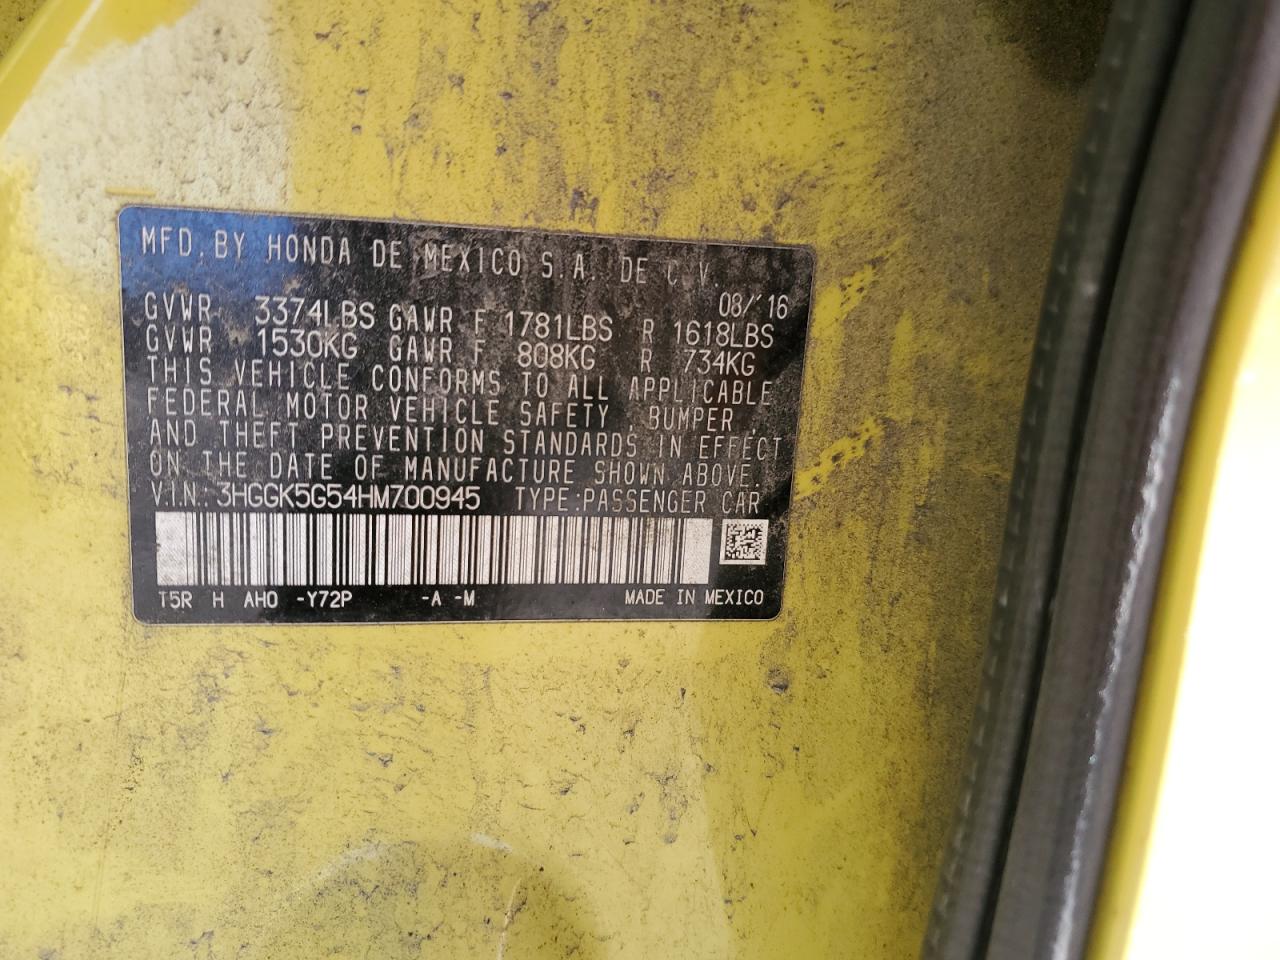 MFD. BY HONDA DE MEXICO S.A. DE C.V.
08/'16
GVWR 3374LBS GAWR F 1781LBS R 1618LBS
GVWR 1530KG GAWR F 808KG R 734KG
THIS VEHICLE CONFORMS TO ALL APPLICABLE
FEDERAL MOTOR VEHICLE SAFETY, BUMPER,
AND THEFT PREVENTION STANDARDS IN EFFECT
ON THE DATE OF MANUFACTURE SHOWN ABOVE.
V.I.N.: 3HGGK5G54HM700945 TYPE:PASSENGER CAR
T5R H AH0 -Y72P -A -M MADE IN MEXICO